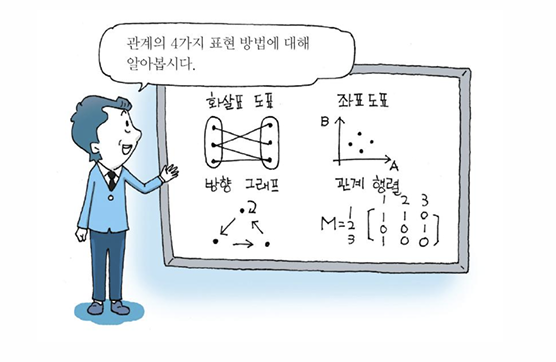 관계의 4가지 표현 방법에 대해
알아봅시다.
화살표 도표
좌표도표
B
A
방향 그래프
관계 행렬
2
1 2 3
1 1 1 0
M=2 0 0 1
3 1 0 0